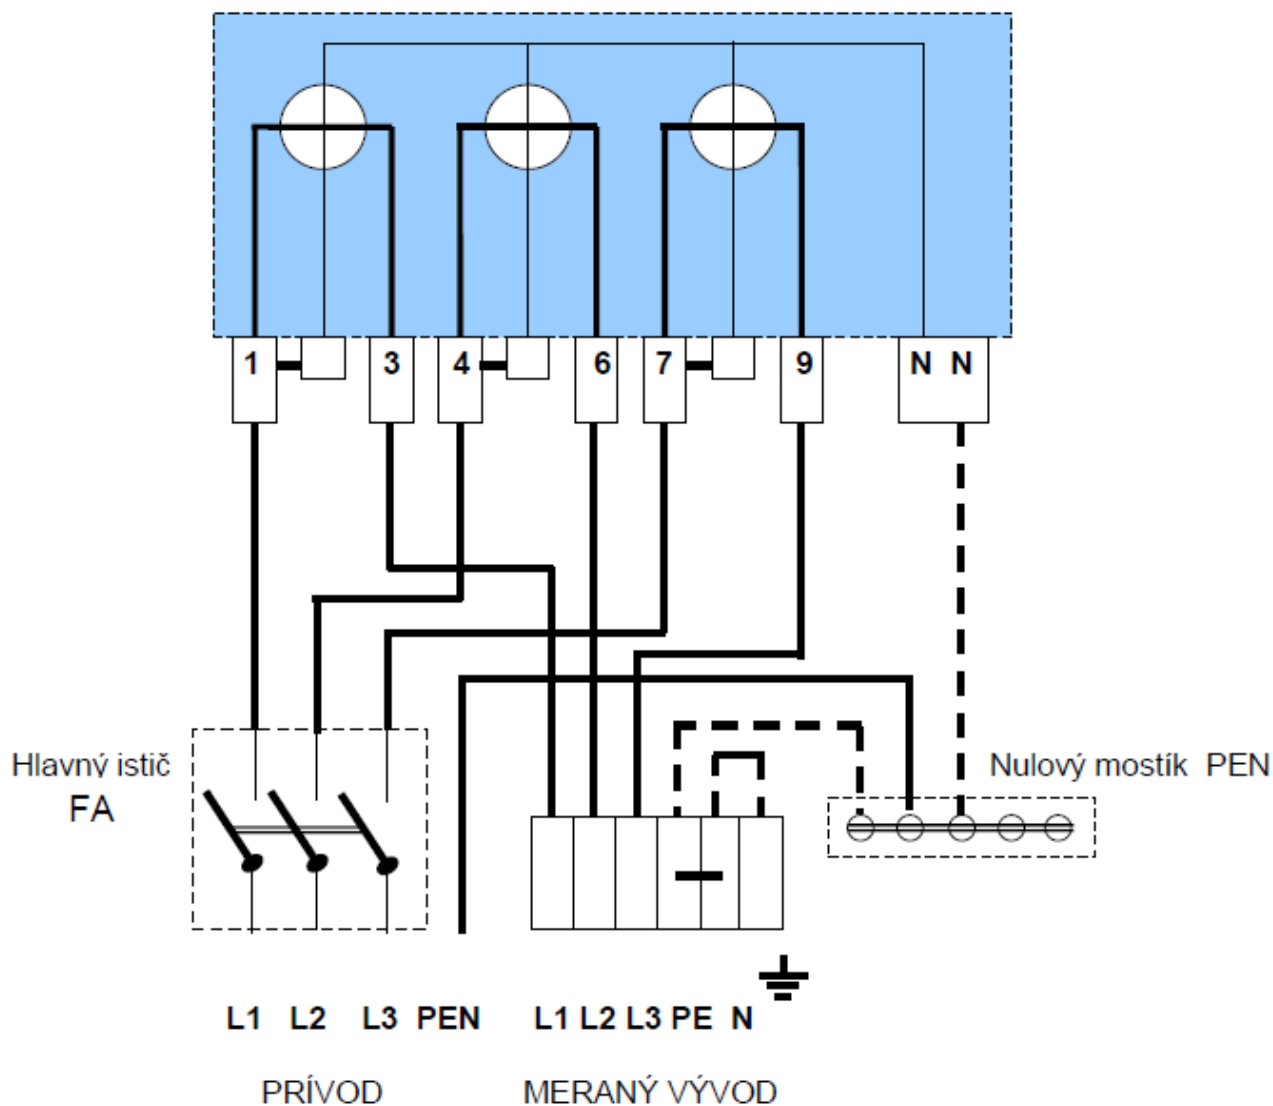 1 3 4 6 7 9 N N
Hlavný istič
FA
Nulový mostík PEN
L1 L2 L3 PEN L1 L2 L3 PE N
PRÍVOD MERANÝ VÝVOD